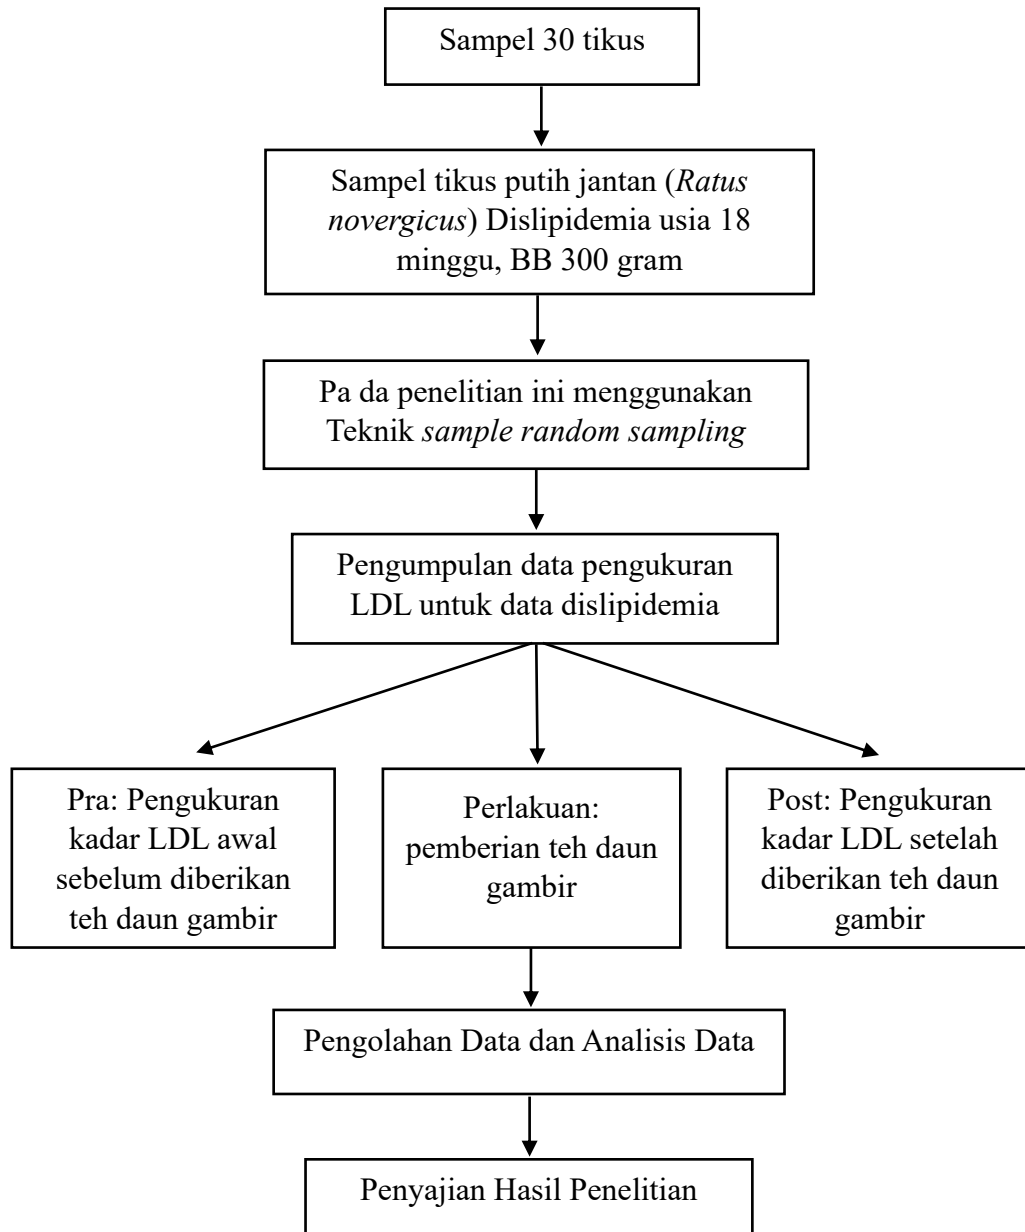 Sampel 30 tikus
Sampel tikus putih jantan (Ratus
novergicus) Dislipidemia usia 18
minggu, BB 300 gram
Pa da penelitian ini menggunakan
Teknik sample random sampling
Pengumpulan data pengukuran
LDL untuk data dislipidemia
Pra: Pengukuran
kadar LDL awal
sebelum diberikan
teh daun gambir
Perlakuan:
pemberian teh daun
gambir
Post: Pengukuran
kadar LDL setelah
diberikan teh daun
gambir
Pengolahan Data dan Analisis Data
Penyajian Hasil Penelitian